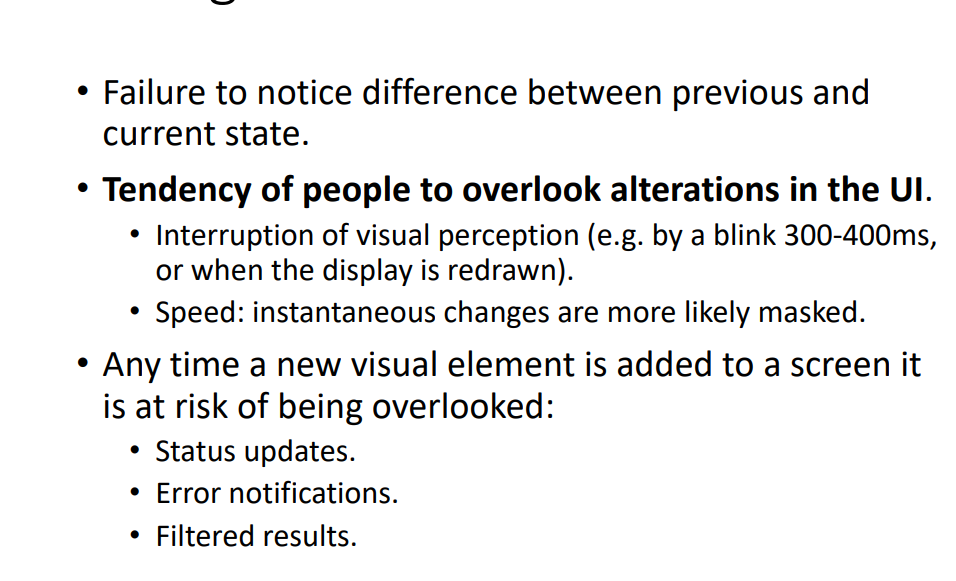 • Failure to notice difference between previous and
current state.
• Tendency of people to overlook alterations in the UI.
• Interruption of visual perception (e.g. by a blink 300-400ms,
or when the display is redrawn).
• Speed: instantaneous changes are more likely masked.
• Any time a new visual element is added to a screen it
is at risk of being overlooked:
• Status updates.
• Error notifications.
• Filtered results.